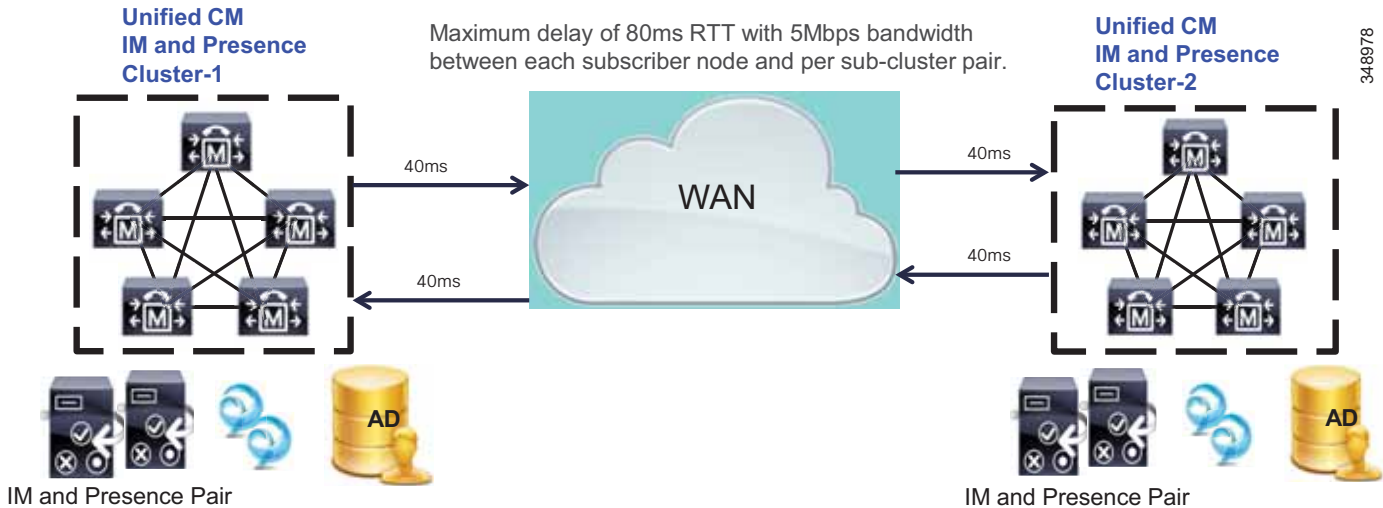 Unified CM
IM and Presence
Cluster-1
Maximum delay of 80ms RTT with 5Mbps bandwidth
between each subscriber node and per sub-cluster pair.
Unified CM
IM and Presence
Cluster-2
348978
M
M
M
M
M
40ms
40ms
WAN
40ms
40ms
M
M
M
M
M
AD
IM and Presence Pair
AD
IM and Presence Pair